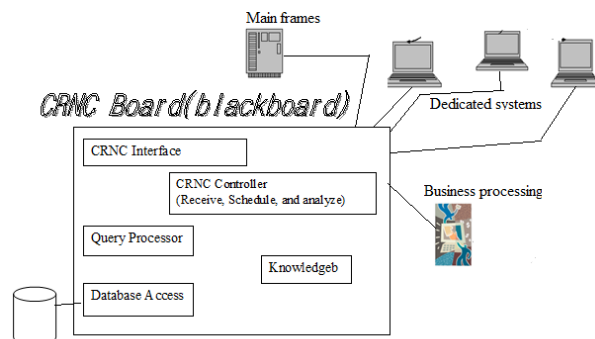 Main frames
Dedicated systems
CRNC Board(blackboard)
CRNC Interface
CRNC Controller
(Receive, Schedule, and analyze)
Business processing
Query Processor
Knowledgeb
Database Access